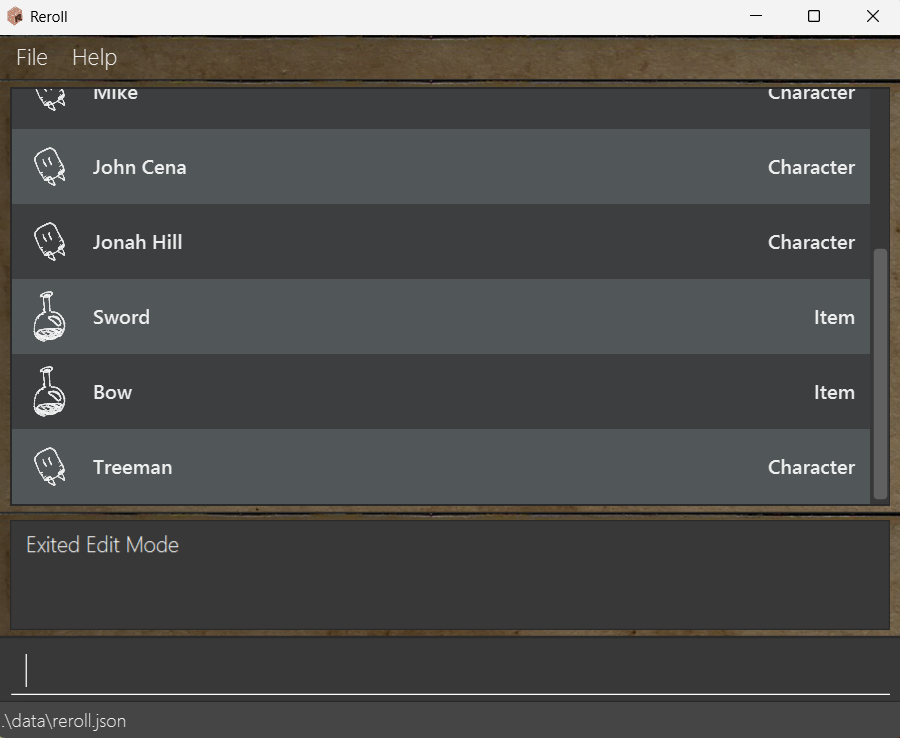 Reroll
File Help
Mike Character
John Cena Character
Jonah Hill Character
Sword Item
Bow Item
Treeman Character
Exited Edit Mode
.\data\reroll.json